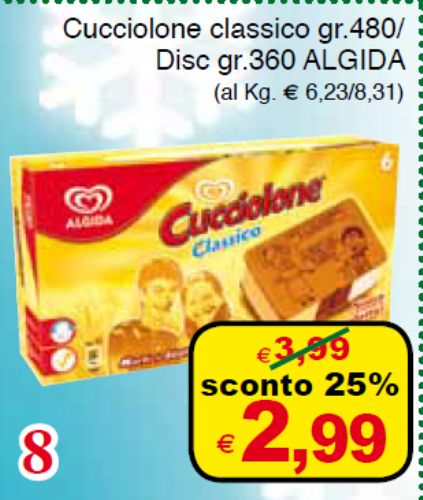 Cucciolone classico gr.480/
Disc gr.360 ALGIDA
(al Kg. € 6,23/8,31)
6
ALGIDA
Cucciolone
Classico
€ 3,99
sconto 25%
€ 2,99
8